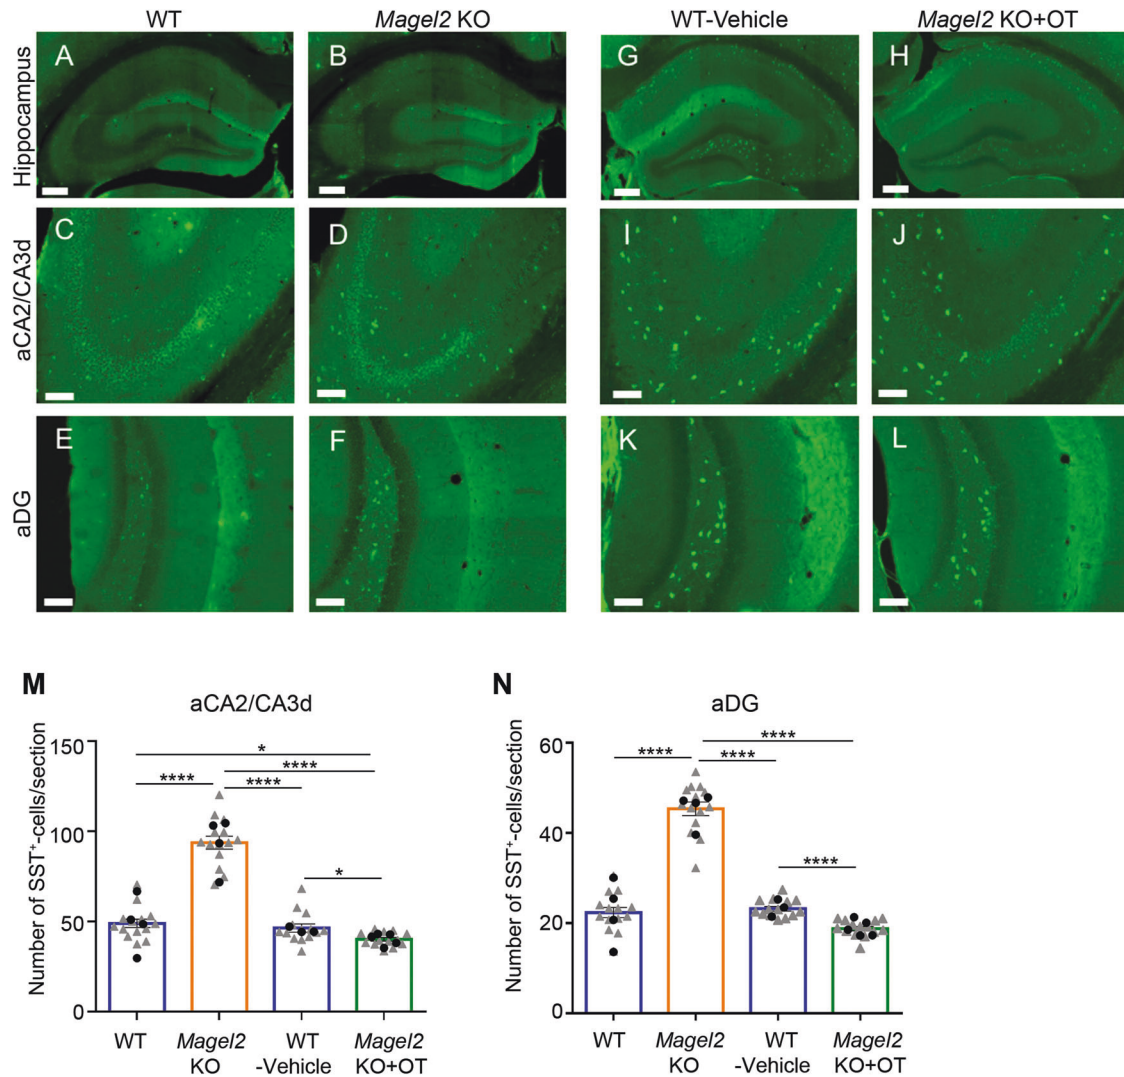 WT
Magel2 KO
WT-Vehicle
Magel2 KO+OT
Hippocampus
A
B
G
H
aCA2/CA3d
C
D
I
J
aDG
E
F
K
L
M
aCA2/CA3d
Number of SST+-cells/section
150
100
50
0
*
****
****
****
*
WT
Magel2
KO
WT
-Vehicle
Magel2
KO+OT
N
aDG
Number of SST+-cells/section
60
40
20
0
****
****
****
****
WT
Magel2
KO
WT
-Vehicle
Magel2
KO+OT